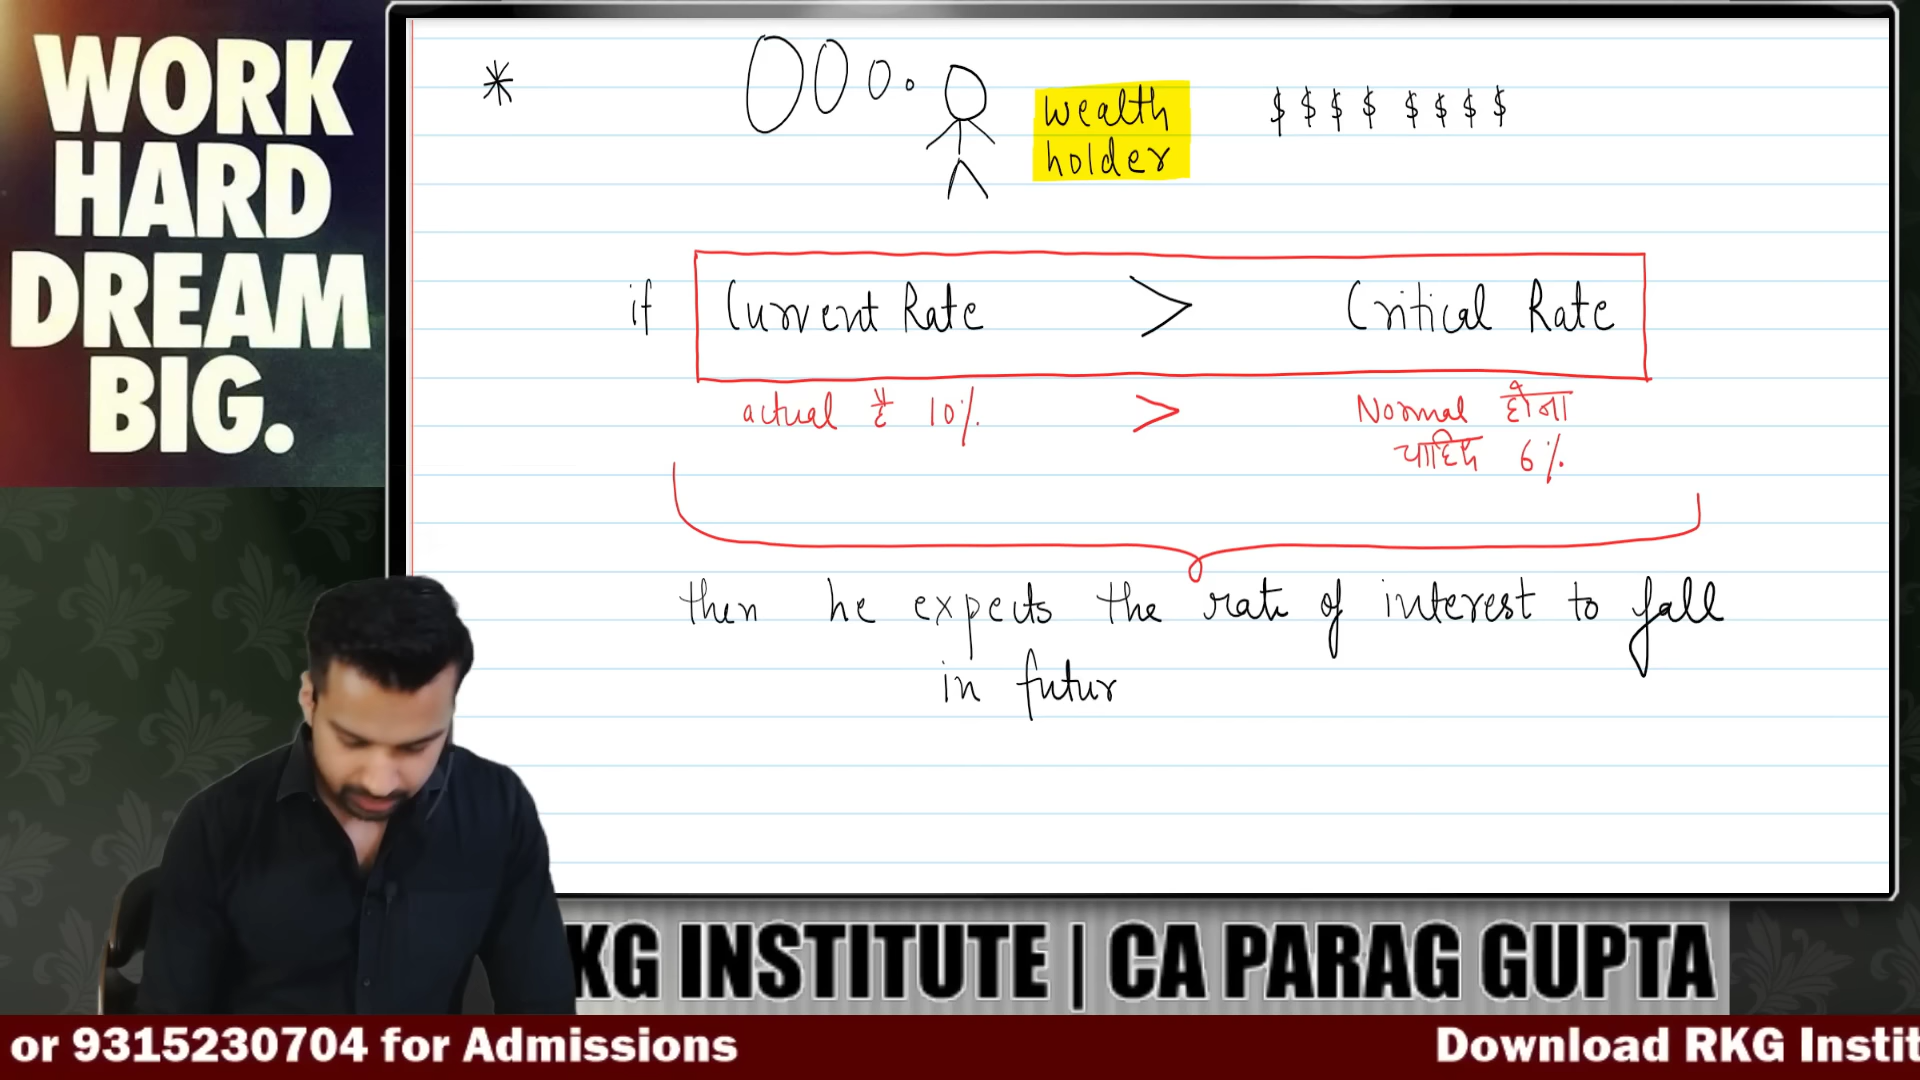 WORK
HARD
DREAM
BIG.
*
wealth
holder
$ $ $ $ $ $ $ $
if Current Rate > Critical Rate
actual है 10% > Normal होना
चाहिए 6%
then he expects the rate of interest to fall
in futur
KG INSTITUTE | CA PARAG GUPTA
or 9315230704 for Admissions
Download RKG Instit